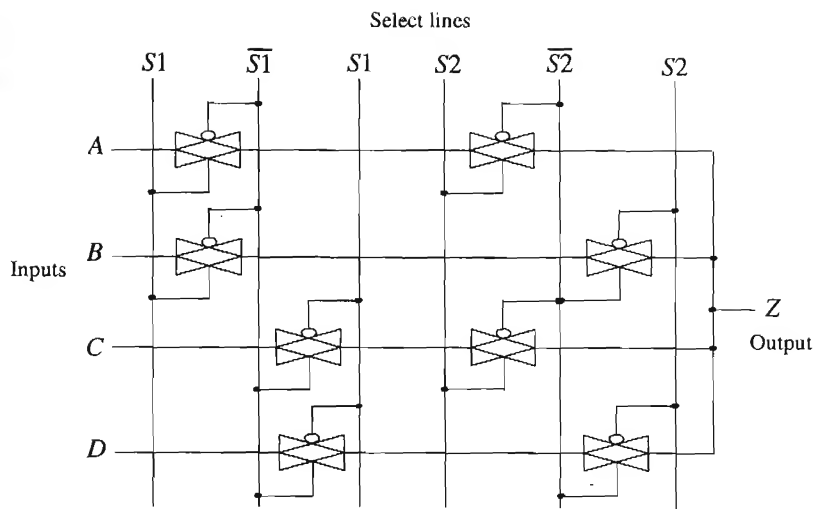 Select lines
S1 S̅1̅ S1 S2 S̅2̅ S2
A
B
Inputs
C
D
Z
Output